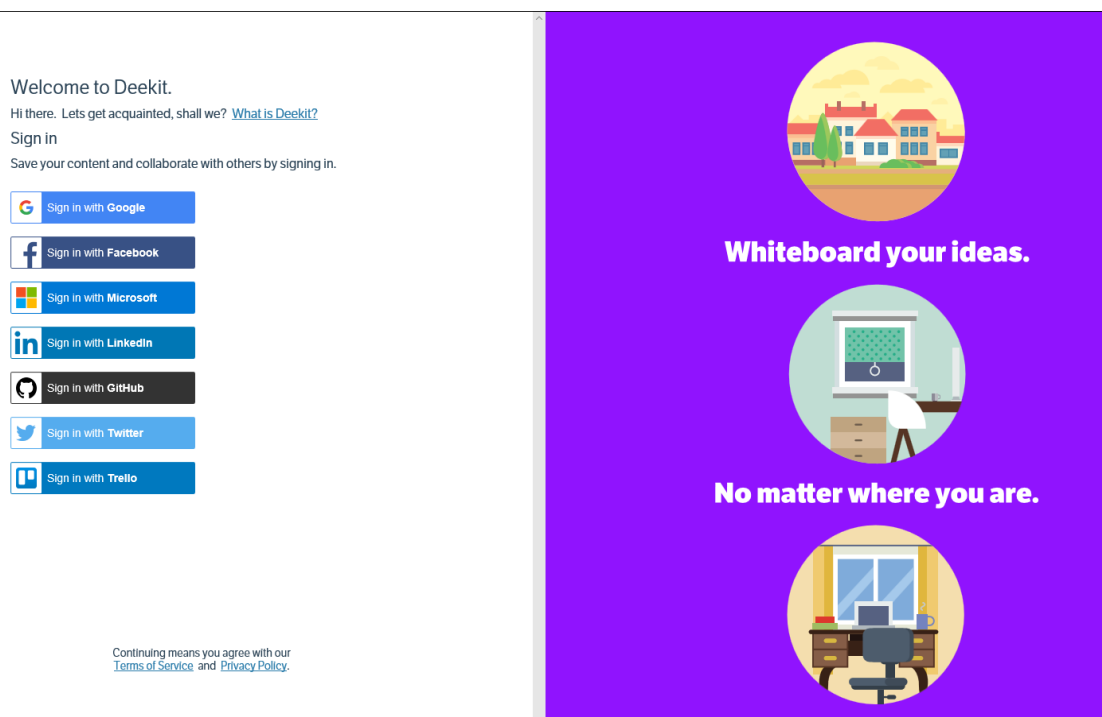 Welcome to Deekit.
Hi there. Lets get acquainted, shall we? What is Deekit?
Sign in
Save your content and collaborate with others by signing in.
Sign in with Google
Sign in with Facebook
Sign in with Microsoft
Sign in with LinkedIn
Sign in with GitHub
Sign in with Twitter
Sign in with Trello
Continuing means you agree with our
Terms of Service and Privacy Policy.
Whiteboard your ideas.
No matter where you are.